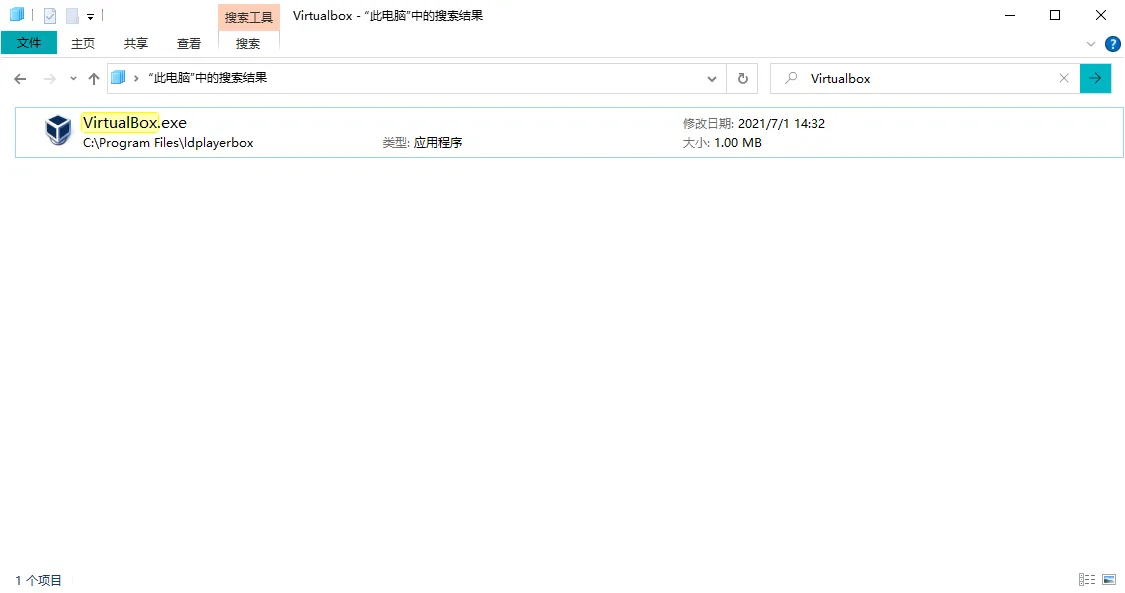 搜索工具
Virtualbox - “此电脑”中的搜索结果
文件
主页
共享
查看
搜索
“此电脑”中的搜索结果
Virtualbox
VirtualBox.exe
修改日期: 2021/7/1 14:32
C:\Program Files\ldplayerbox
类型: 应用程序
大小: 1.00 MB
1 个项目